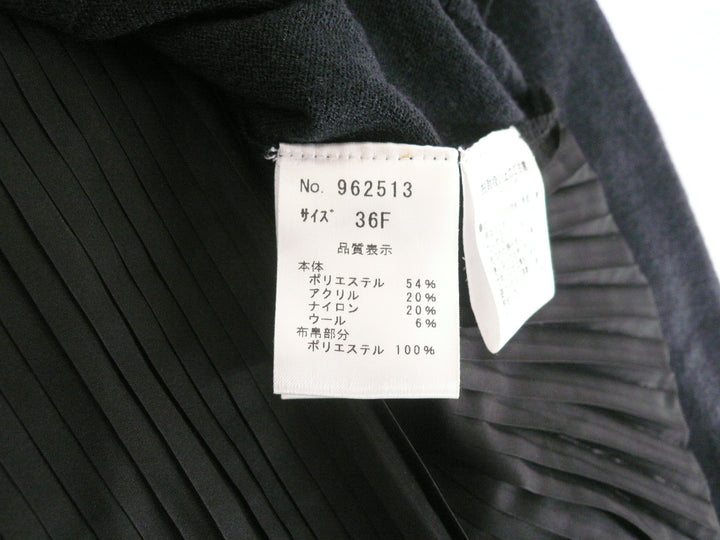 No. 962513
サイズ 36F
品質表示
本体
ポリエステル 54%
アクリル 20%
ナイロン 20%
ウール 6%
布帛部分
ポリエステル 100%